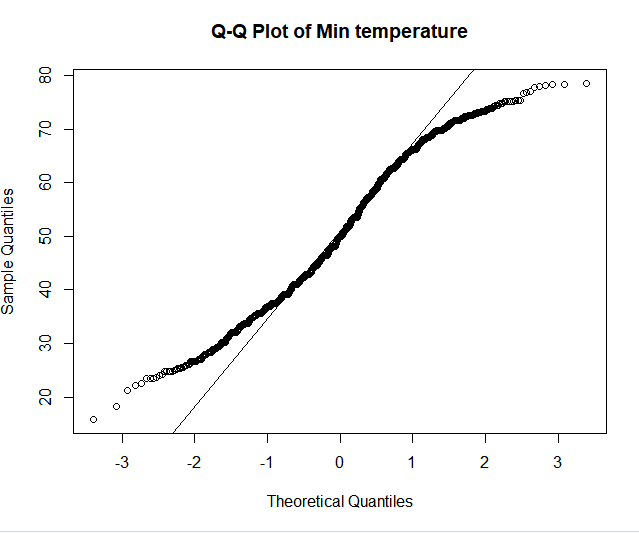 Q-Q Plot of Min temperature
80
70
60
50
40
30
20
Sample Quantiles
-3 -2 -1 0 1 2 3
Theoretical Quantiles